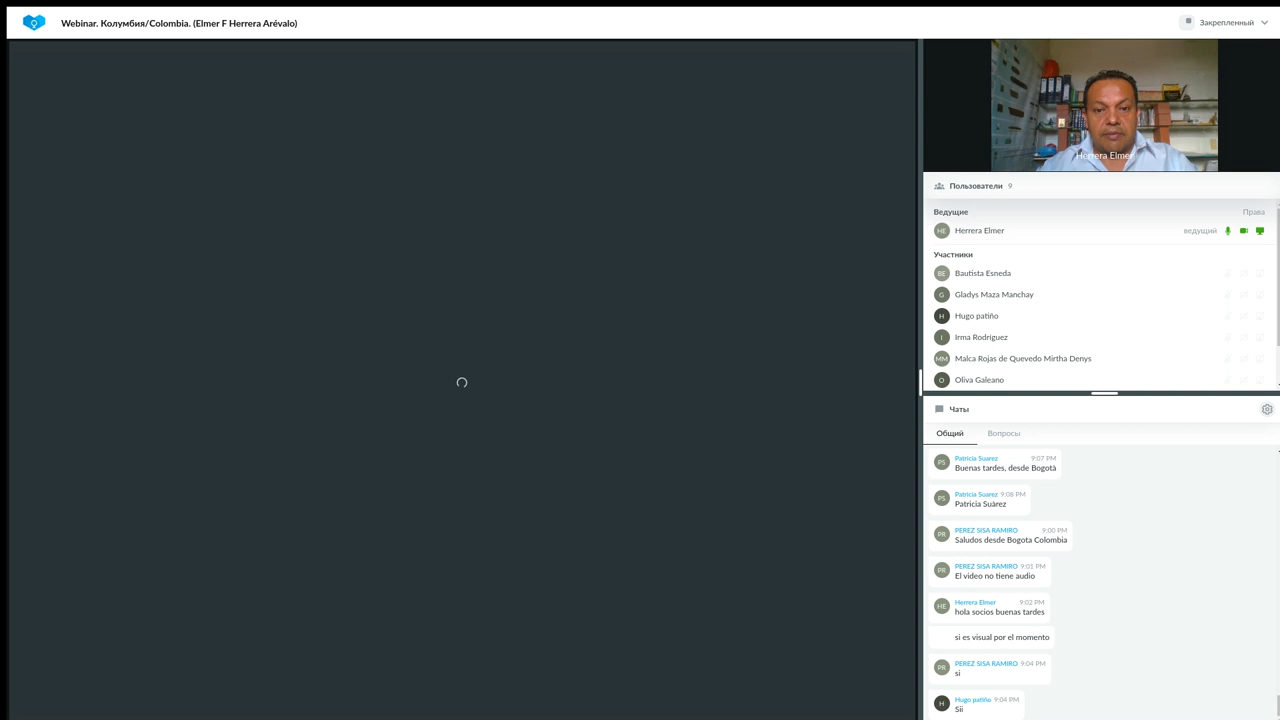 Webinar. Колумбия/Colombia. (Elmer F Herrera Arévalo)
Закрепленный
Herrera Elmer
Пользователи 9
Ведущие Права
HE Herrera Elmer ведущий
Участники
BE Bautista Esneda
G Gladys Maza Manchay
H Hugo patiño
I Irma Rodríguez
MM Malca Rojas de Quevedo Mirtha Denys
O Oliva Galeano
Чаты
Общий Вопросы
PS Patricia Suarez 9:07 PM
Buenas tardes, desde Bogotà
PS Patricia Suarez 9:08 PM
Patricia Suàrez
PR PEREZ SISA RAMIRO 9:00 PM
Saludos desde Bogota Colombia
PR PEREZ SISA RAMIRO 9:01 PM
El video no tiene audio
HE Herrera Elmer 9:02 PM
hola socios buenas tardes
si es visual por el momento
PR PEREZ SISA RAMIRO 9:04 PM
si
H Hugo patiño 9:04 PM
Sii